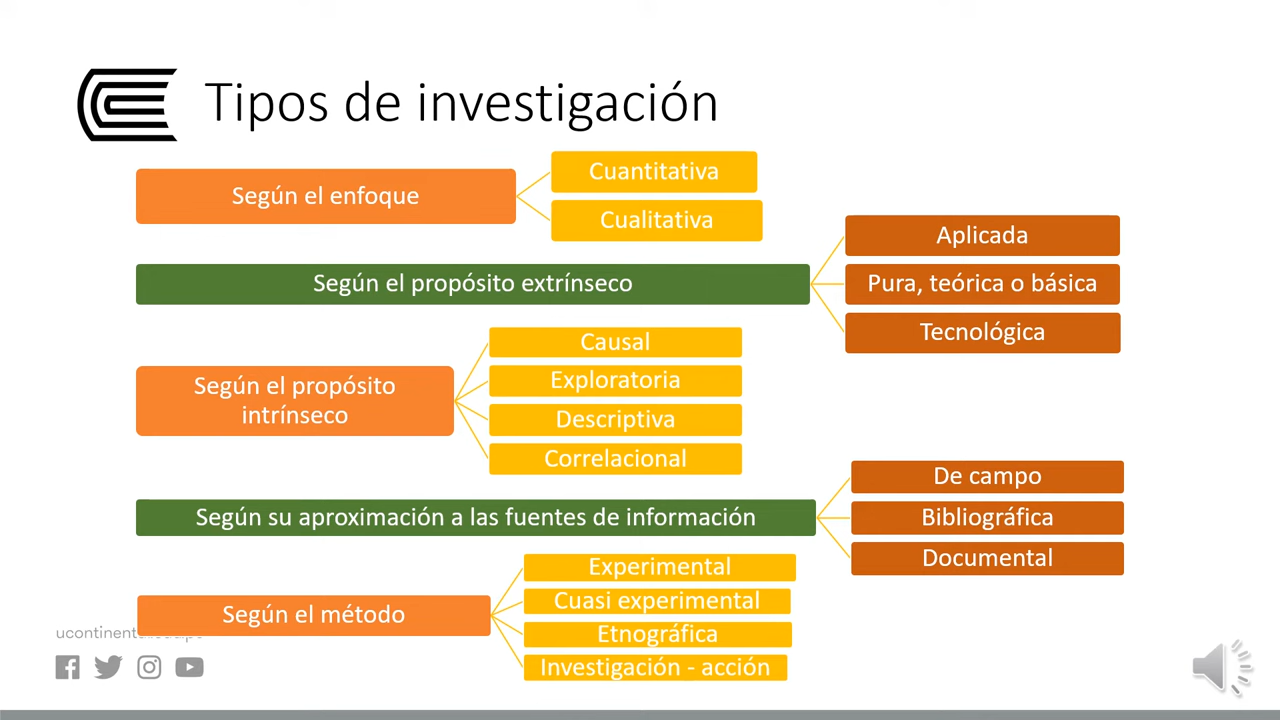 Tipos de investigación
Según el enfoque
Cuantitativa
Cualitativa
Según el propósito extrínseco
Aplicada
Pura, teórica o básica
Tecnológica
Según el propósito
intrínseco
Causal
Exploratoria
Descriptiva
Correlacional
Según su aproximación a las fuentes de información
De campo
Bibliográfica
Documental
Según el método
Experimental
Cuasi experimental
Etnográfica
Investigación - acción